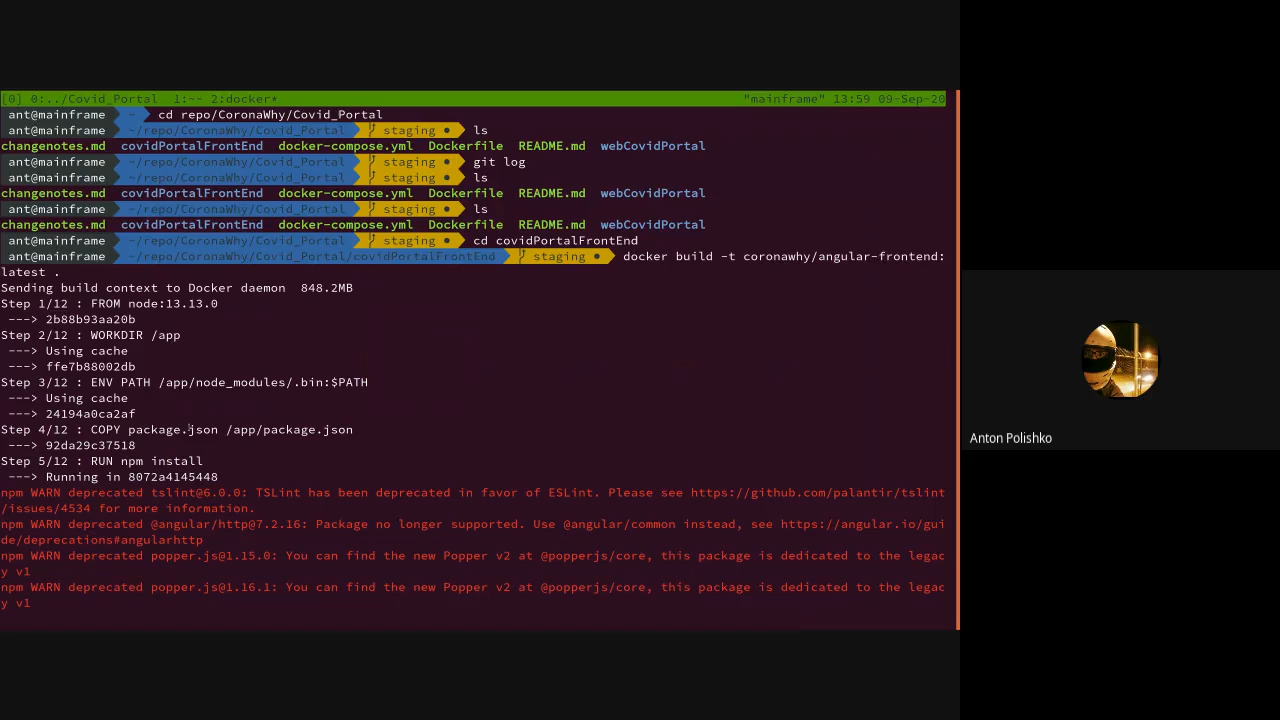 [0] 0:../Covid_Portal  1:~- 2:docker*                    "mainframe" 13:59 09-Sep-20
ant@mainframe  ~  cd repo/CoronaWhy/Covid_Portal
ant@mainframe  ~/repo/CoronaWhy/Covid_Portal  staging ●  ls
changenotes.md  covidPortalFrontEnd  docker-compose.yml  Dockerfile  README.md  webCovidPortal
ant@mainframe  ~/repo/CoronaWhy/Covid_Portal  staging ●  git log
ant@mainframe  ~/repo/CoronaWhy/Covid_Portal  staging ●  ls
changenotes.md  covidPortalFrontEnd  docker-compose.yml  Dockerfile  README.md  webCovidPortal
ant@mainframe  ~/repo/CoronaWhy/Covid_Portal  staging ●  ls
changenotes.md  covidPortalFrontEnd  docker-compose.yml  Dockerfile  README.md  webCovidPortal
ant@mainframe  ~/repo/CoronaWhy/Covid_Portal  staging ●  cd covidPortalFrontEnd
ant@mainframe  ~/repo/CoronaWhy/Covid_Portal/covidPortalFrontEnd  staging ●  docker build -t coronawhy/angular-frontend:
latest .
Sending build context to Docker daemon  848.2MB
Step 1/12 : FROM node:13.13.0
 ---> 2b88b93aa20b
Step 2/12 : WORKDIR /app
 ---> Using cache
 ---> ffe7b88002db
Step 3/12 : ENV PATH /app/node_modules/.bin:$PATH
 ---> Using cache
 ---> 24194a0ca2af
Step 4/12 : COPY package.json /app/package.json
 ---> 92da29c37518
Step 5/12 : RUN npm install
 ---> Running in 8072a4145448
npm WARN deprecated tslint@6.0.0: TSLint has been deprecated in favor of ESLint. Please see https://github.com/palantir/tslint
/issues/4534 for more information.
npm WARN deprecated @angular/http@7.2.16: Package no longer supported. Use @angular/common instead, see https://angular.io/gui
de/deprecations#angularhttp
npm WARN deprecated popper.js@1.15.0: You can find the new Popper v2 at @popperjs/core, this package is dedicated to the legac
y v1
npm WARN deprecated popper.js@1.16.1: You can find the new Popper v2 at @popperjs/core, this package is dedicated to the legac
y v1
Anton Polishko